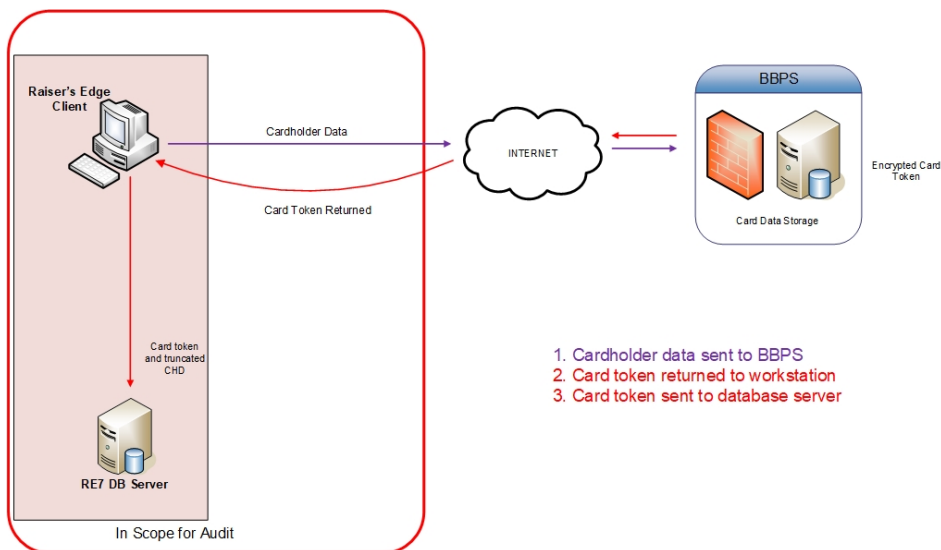 Raiser's Edge
Client
Cardholder Data
Card Token Returned
INTERNET
BBPS
Card Data Storage
Encrypted Card
Token
Card token
and truncated
CHD
RE7 DB Server
In Scope for Audit
1. Cardholder data sent to BBPS
2. Card token returned to workstation
3. Card token sent to database server